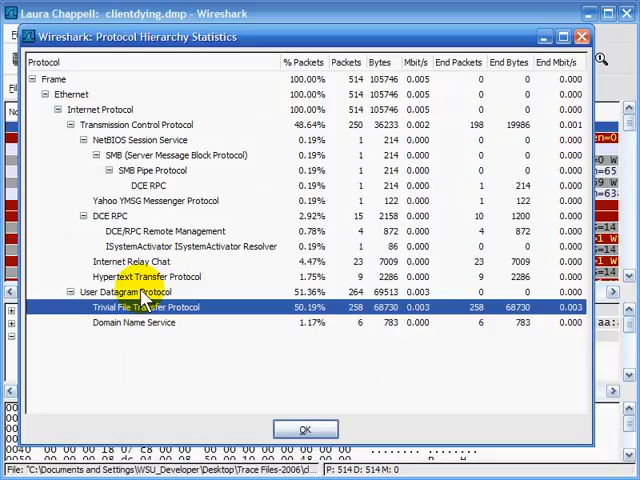 Laura Chappell: clientdying.dmp - Wireshark
Wireshark: Protocol Hierarchy Statistics
Protocol % Packets Packets Bytes Mbit/s End Packets End Bytes End Mbit/s
Frame 100.00% 514 105746 0.005 0 0 0.000
Ethernet 100.00% 514 105746 0.005 0 0 0.000
Internet Protocol 100.00% 514 105746 0.005 0 0 0.000
Transmission Control Protocol 48.64% 250 36233 0.002 198 19986 0.001
NetBIOS Session Service 0.19% 1 214 0.000 0 0 0.000
SMB (Server Message Block Protocol) 0.19% 1 214 0.000 0 0 0.000
SMB Pipe Protocol 0.19% 1 214 0.000 0 0 0.000
DCE RPC 0.19% 1 214 0.000 1 214 0.000
Yahoo YMSG Messenger Protocol 0.19% 1 122 0.000 1 122 0.000
DCE RPC 2.92% 15 2158 0.000 10 1200 0.000
DCE/RPC Remote Management 0.78% 4 872 0.000 4 872 0.000
ISystemActivator ISystemActivator Resolver 0.19% 1 86 0.000 1 86 0.000
Internet Relay Chat 4.47% 23 7009 0.000 23 7009 0.000
Hypertext Transfer Protocol 1.75% 9 2286 0.000 9 2286 0.000
User Datagram Protocol 51.36% 264 69513 0.003 0 0 0.000
Trivial File Transfer Protocol 50.19% 258 68730 0.003 258 68730 0.003
Domain Name Service 1.17% 6 783 0.000 6 783 0.000
OK
File: "C:\Documents and Settings\WSU_Developer\Desktop\Trace Files-2006\cl... P: 514 D: 514 M: 0